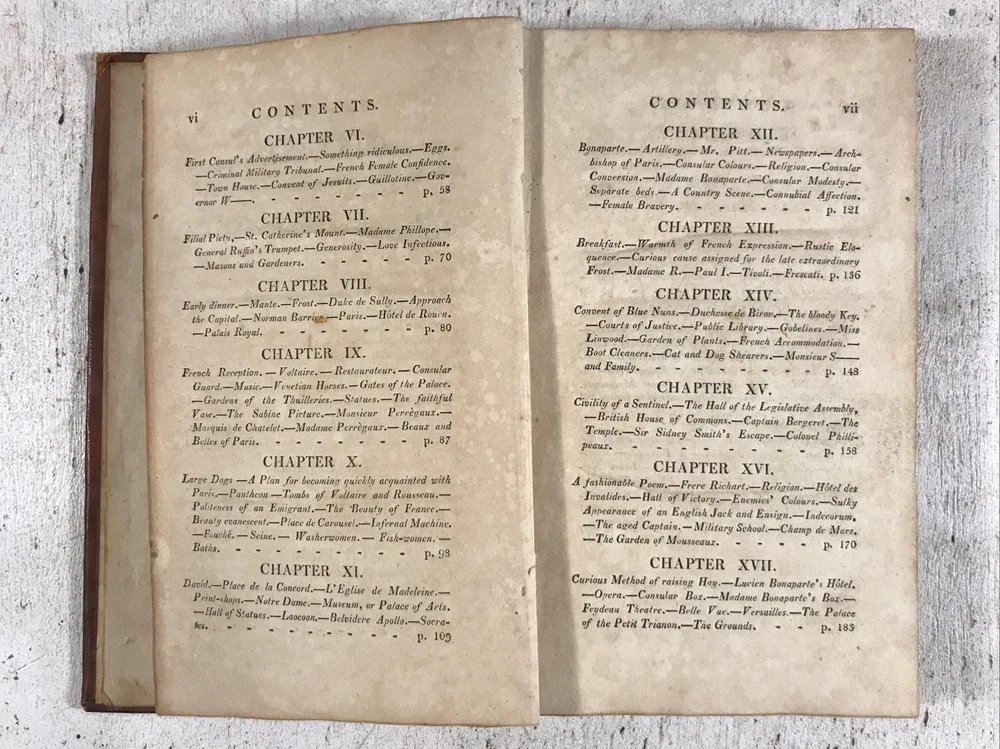 vi CONTENTS.
CHAPTER VI.
First Consul's Advertisement.—Something ridiculous.—Eggs.
—Criminal Military Tribunal.—French Female Confidence.
—Town House.—Convent of Jesuits.—Guillotine.—Gov-
ernor W——. - - - - - - - p. 58
CHAPTER VII.
Filial Piety.—St. Catherine's Mount.—Madame Phillope.—
General Ruffin's Trumpet.—Generosity.—Love Infectious.
—Masons and Gardeners. - - - - - p. 70
CHAPTER VIII.
Early dinner.—Mante.—Frost.—Duke de Sully.—Approach
the Capital.—Norman Barrier.—Paris.—Hôtel de Rouen.
—Palais Royal. - - - - - - - p. 80
CHAPTER IX.
French Reception.—Voltaire.—Restaurateur.—Consular
Guard.—Music.—Venetian Horses.—Gates of the Palace.
—Gardens of the Thuilleries.—Statues.—The faithful
Vase.—The Sabine Picture.—Monsieur Perrègaux.—
Marquis de Chatelet.—Madame Perrègaux.—Beaux and
Belles of Paris. - - - - - - - p. 87
CHAPTER X.
Large Dogs—A Plan for becoming quickly acquainted with
Paris.—Pantheon.—Tombs of Voltaire and Rousseau.—
Politeness of an Emigrant.—The Beauty of France.—
Beauty evanescent.—Place de Carousel.—Infernal Machine.
—Fouché.—Seine.—Washerwomen.—Fish-women.—
Baths. - - - - - - - - - p. 98
CHAPTER XI.
David.—Place de la Concord.—L'Eglise de Madeleine.—
Print-shops.—Notre Dame.—Museum, or Palace of Arts.
—Hall of Statues.—Laocoon.—Belvidere Apollo.—Socra-
tes. - - - - - - - - - p. 109
CONTENTS. vii
CHAPTER XII.
Bonaparte.—Artillery.—Mr. Pitt.—Newspapers.—Arch-
bishop of Paris.—Consular Colours.—Religion.—Consular
Conversion.—Madame Bonaparte.—Consular Modesty.—
Separate beds.—A Country Scene.—Connubial Affection.
—Female Bravery. - - - - - - p. 121
CHAPTER XIII.
Breakfast.—Warmth of French Expression.—Rustic Elo-
quence.—Curious cause assigned for the late extraordinary
Frost.—Madame R.—Paul I.—Tivoli.—Frescati. p. 136
CHAPTER XIV.
Convent of Blue Nuns.—Duchesse de Biron.—The bloody Key.
—Courts of Justice.—Public Library.—Gobelines.—Miss
Linwood.—Garden of Plants.—French Accommodation.—
Boot Cleaners.—Cat and Dog Shearers.—Monsieur S——
and Family. - - - - - - - - p. 148
CHAPTER XV.
Civility of a Sentinel.—The Hall of the Legislative Assembly.
—British House of Commons.—Captain Bergeret.—The
Temple.—Sir Sidney Smith's Escape.—Colonel Philli-
peaux. - - - - - - - - - p. 158
CHAPTER XVI.
A fashionable Poem.—Frere Richart.—Religion.—Hôtel des
Invalides.—Hall of Victory.—Enemies' Colours.—Sulky
Appearance of an English Jack and Ensign.—Indecorum.
—The aged Captain.—Military School.—Champ de Mars.
—The Garden of Mousseaux. - - - - p. 170
CHAPTER XVII.
Curious Method of raising Hay.—Lucien Bonaparte's Hôtel.
—Opera.—Consular Box.—Madame Bonaparte's Box.—
Feydeau Theatre.—Belle Vue.—Versailles.—The Palace
of the Petit Trianon.—The Grounds. - - p. 183